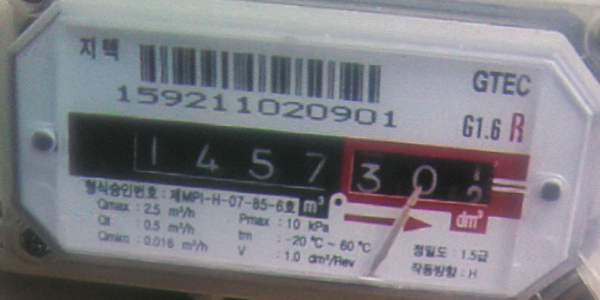 지텍
GTEC
159211020901
G1.6 R
1457 30
형식승인번호 : 제MPI-H-07-85-6호
m³
dm³
Qmax : 2.5 m³/h
Qt : 0.5 m³/h
Qmin : 0.016 m³/h
Pmax : 10 kPa
tm : -20 ℃ ~ 60 ℃
V : 1.0 dm³/Rev
정밀도 : 1.5급
작동방향 : H